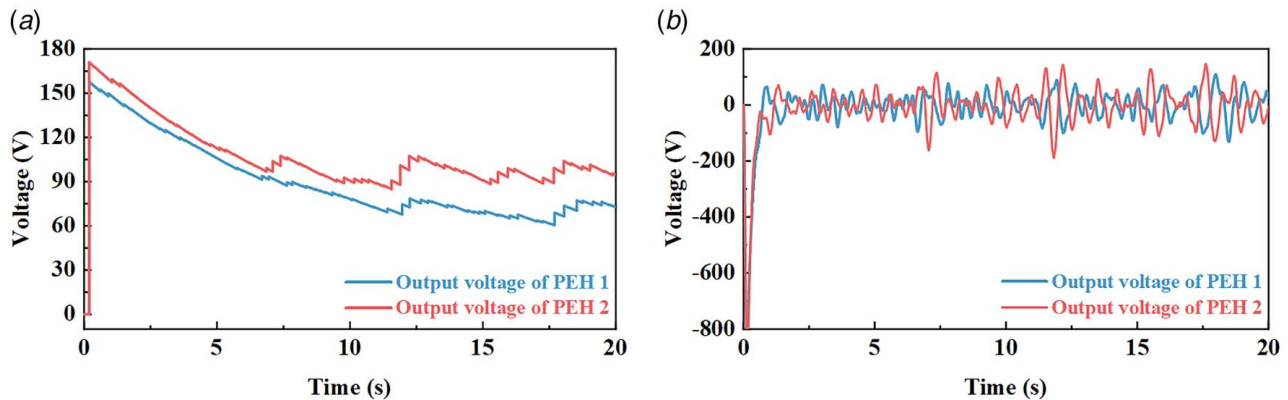 (a)
180
150
120
90
60
30
0
Voltage (V)
Output voltage of PEH 1
Output voltage of PEH 2
0 5 10 15 20
Time (s)
(b)
200
0
-200
-400
-600
-800
Voltage (V)
Output voltage of PEH 1
Output voltage of PEH 2
0 5 10 15 20
Time (s)